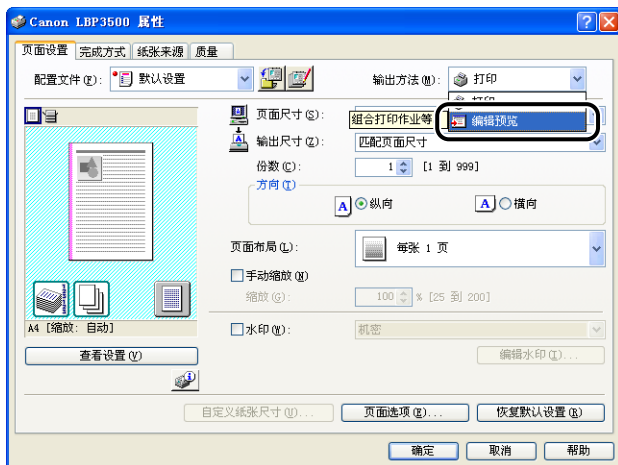 Canon LBP3500 属性
页面设置 完成方式 纸张来源 质量
配置文件(F): 默认设置 输出方法(M): 打印
打印
页面尺寸(S): 组合打印作业等 编辑预览
输出尺寸(Z): 匹配页面尺寸
份数(C): 1 [1 到 999]
方向(T)
A 纵向 A 横向
页面布局(L): 每张 1 页
手动缩放(N)
缩放(G): 100 % [25 到 200]
A4 [缩放: 自动] 水印(W): 机密
查看设置(V) 编辑水印(I)...
自定义纸张尺寸(U)... 页面选项(E)... 恢复默认设置(R)
确定 取消 帮助